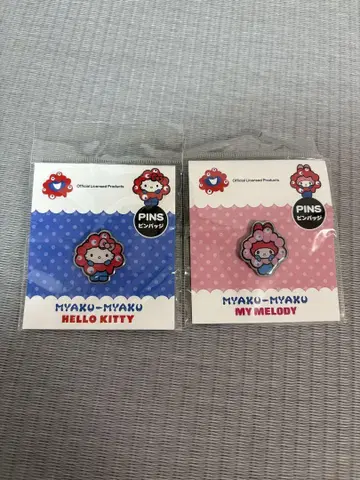 Official Licensed Products
PINS
ピンバッジ
MYAKU-MYAKU
HELLO KITTY
Official Licensed Products
PINS
ピンバッジ
MYAKU-MYAKU
MY MELODY